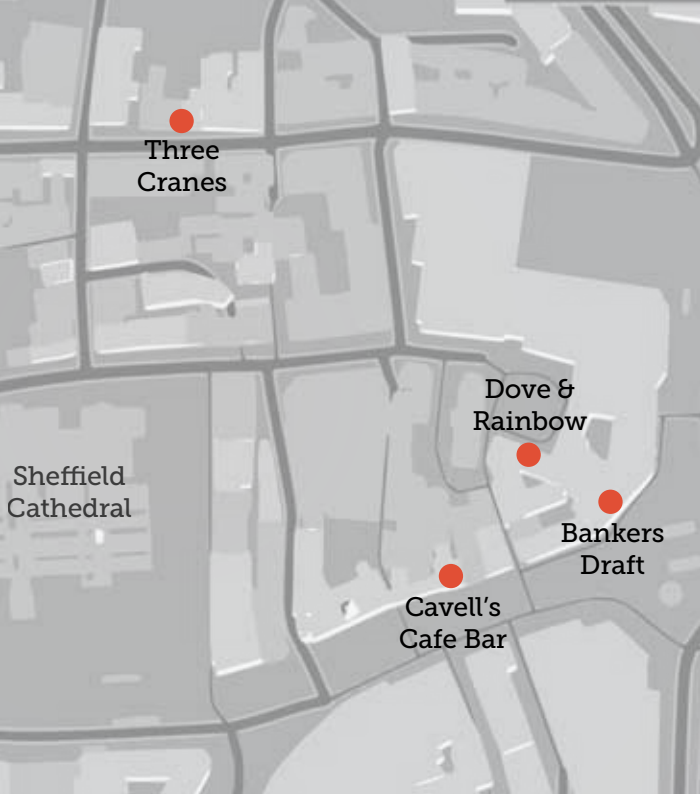 Three
Cranes
Dove &
Rainbow
Sheffield
Cathedral
Bankers
Draft
Cavell’s
Cafe Bar